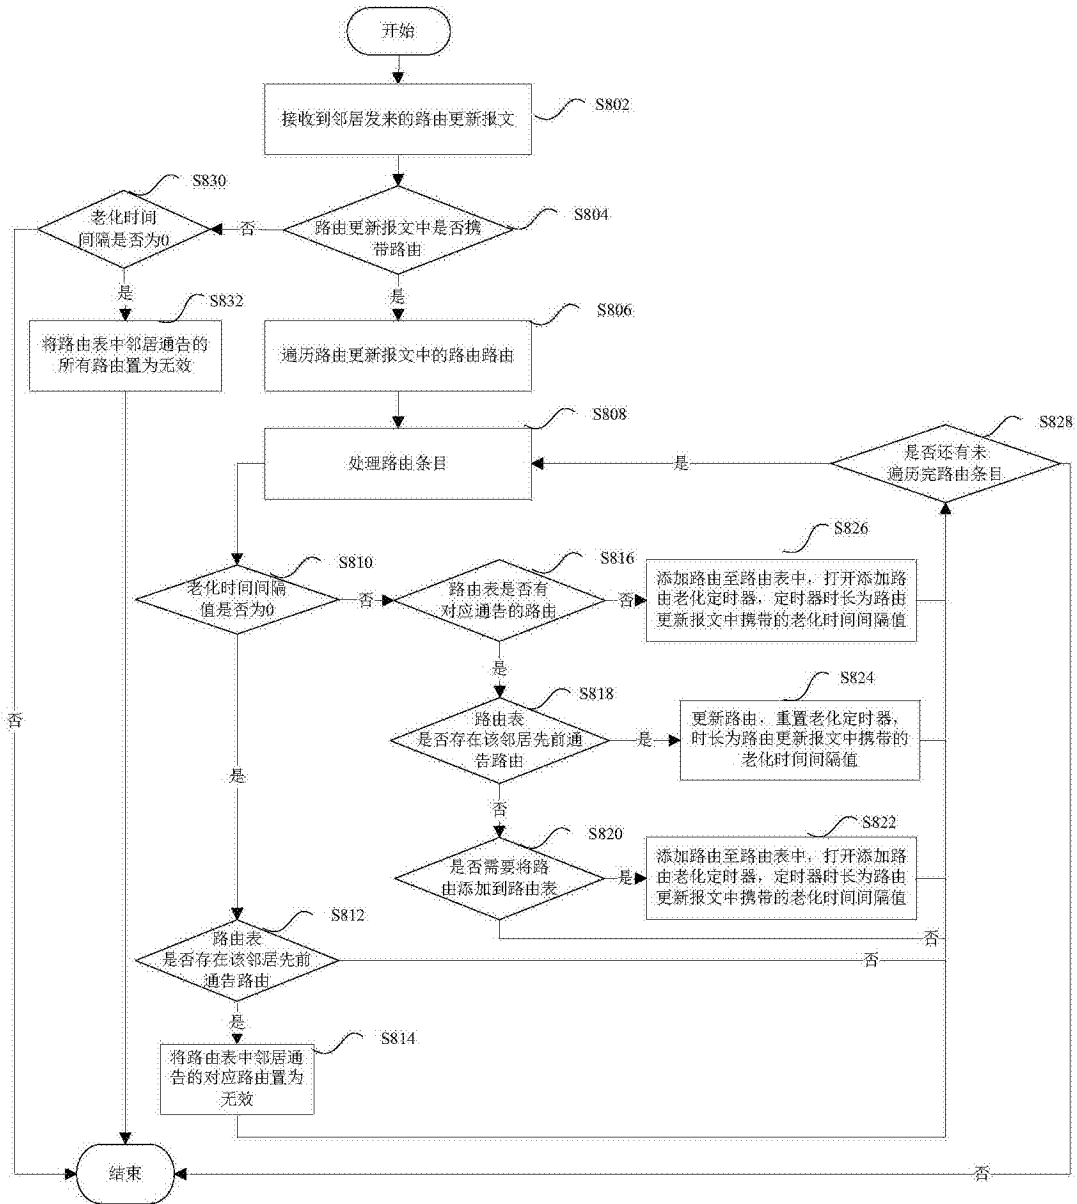 开始
接收到邻居发来的路由更新报文
S802
S830
老化时间
间隔是否为0
否
路由更新报文中是否携
带路由
S804
是
是
S832
将路由表中邻居通告的
所有路由置为无效
S806
遍历路由更新报文中的路由路由
S808
处理路由条目
是
S828
是否还有未
遍历完路由条目
S810
老化时间间隔
值是否为0
否
S816
路由表是否有
对应通告的路由
否
S826
添加路由至路由表中，打开添加路
由老化定时器，定时器时长为路由
更新报文中携带的老化时间间隔值
是
S818
路由表
是否存在该邻居先前通
告路由
是
S824
更新路由，重置老化定时器，
时长为路由更新报文中携带的
老化时间间隔值
否
是
否
S820
是否需要将路
由添加到路由表
是
S822
添加路由至路由表中，打开添加路
由老化定时器，定时器时长为路由
更新报文中携带的老化时间间隔值
否
S812
路由表
是否存在该邻居先前
通告路由
否
是
S814
将路由表中邻居通
告的对应路由置为
无效
结束
否